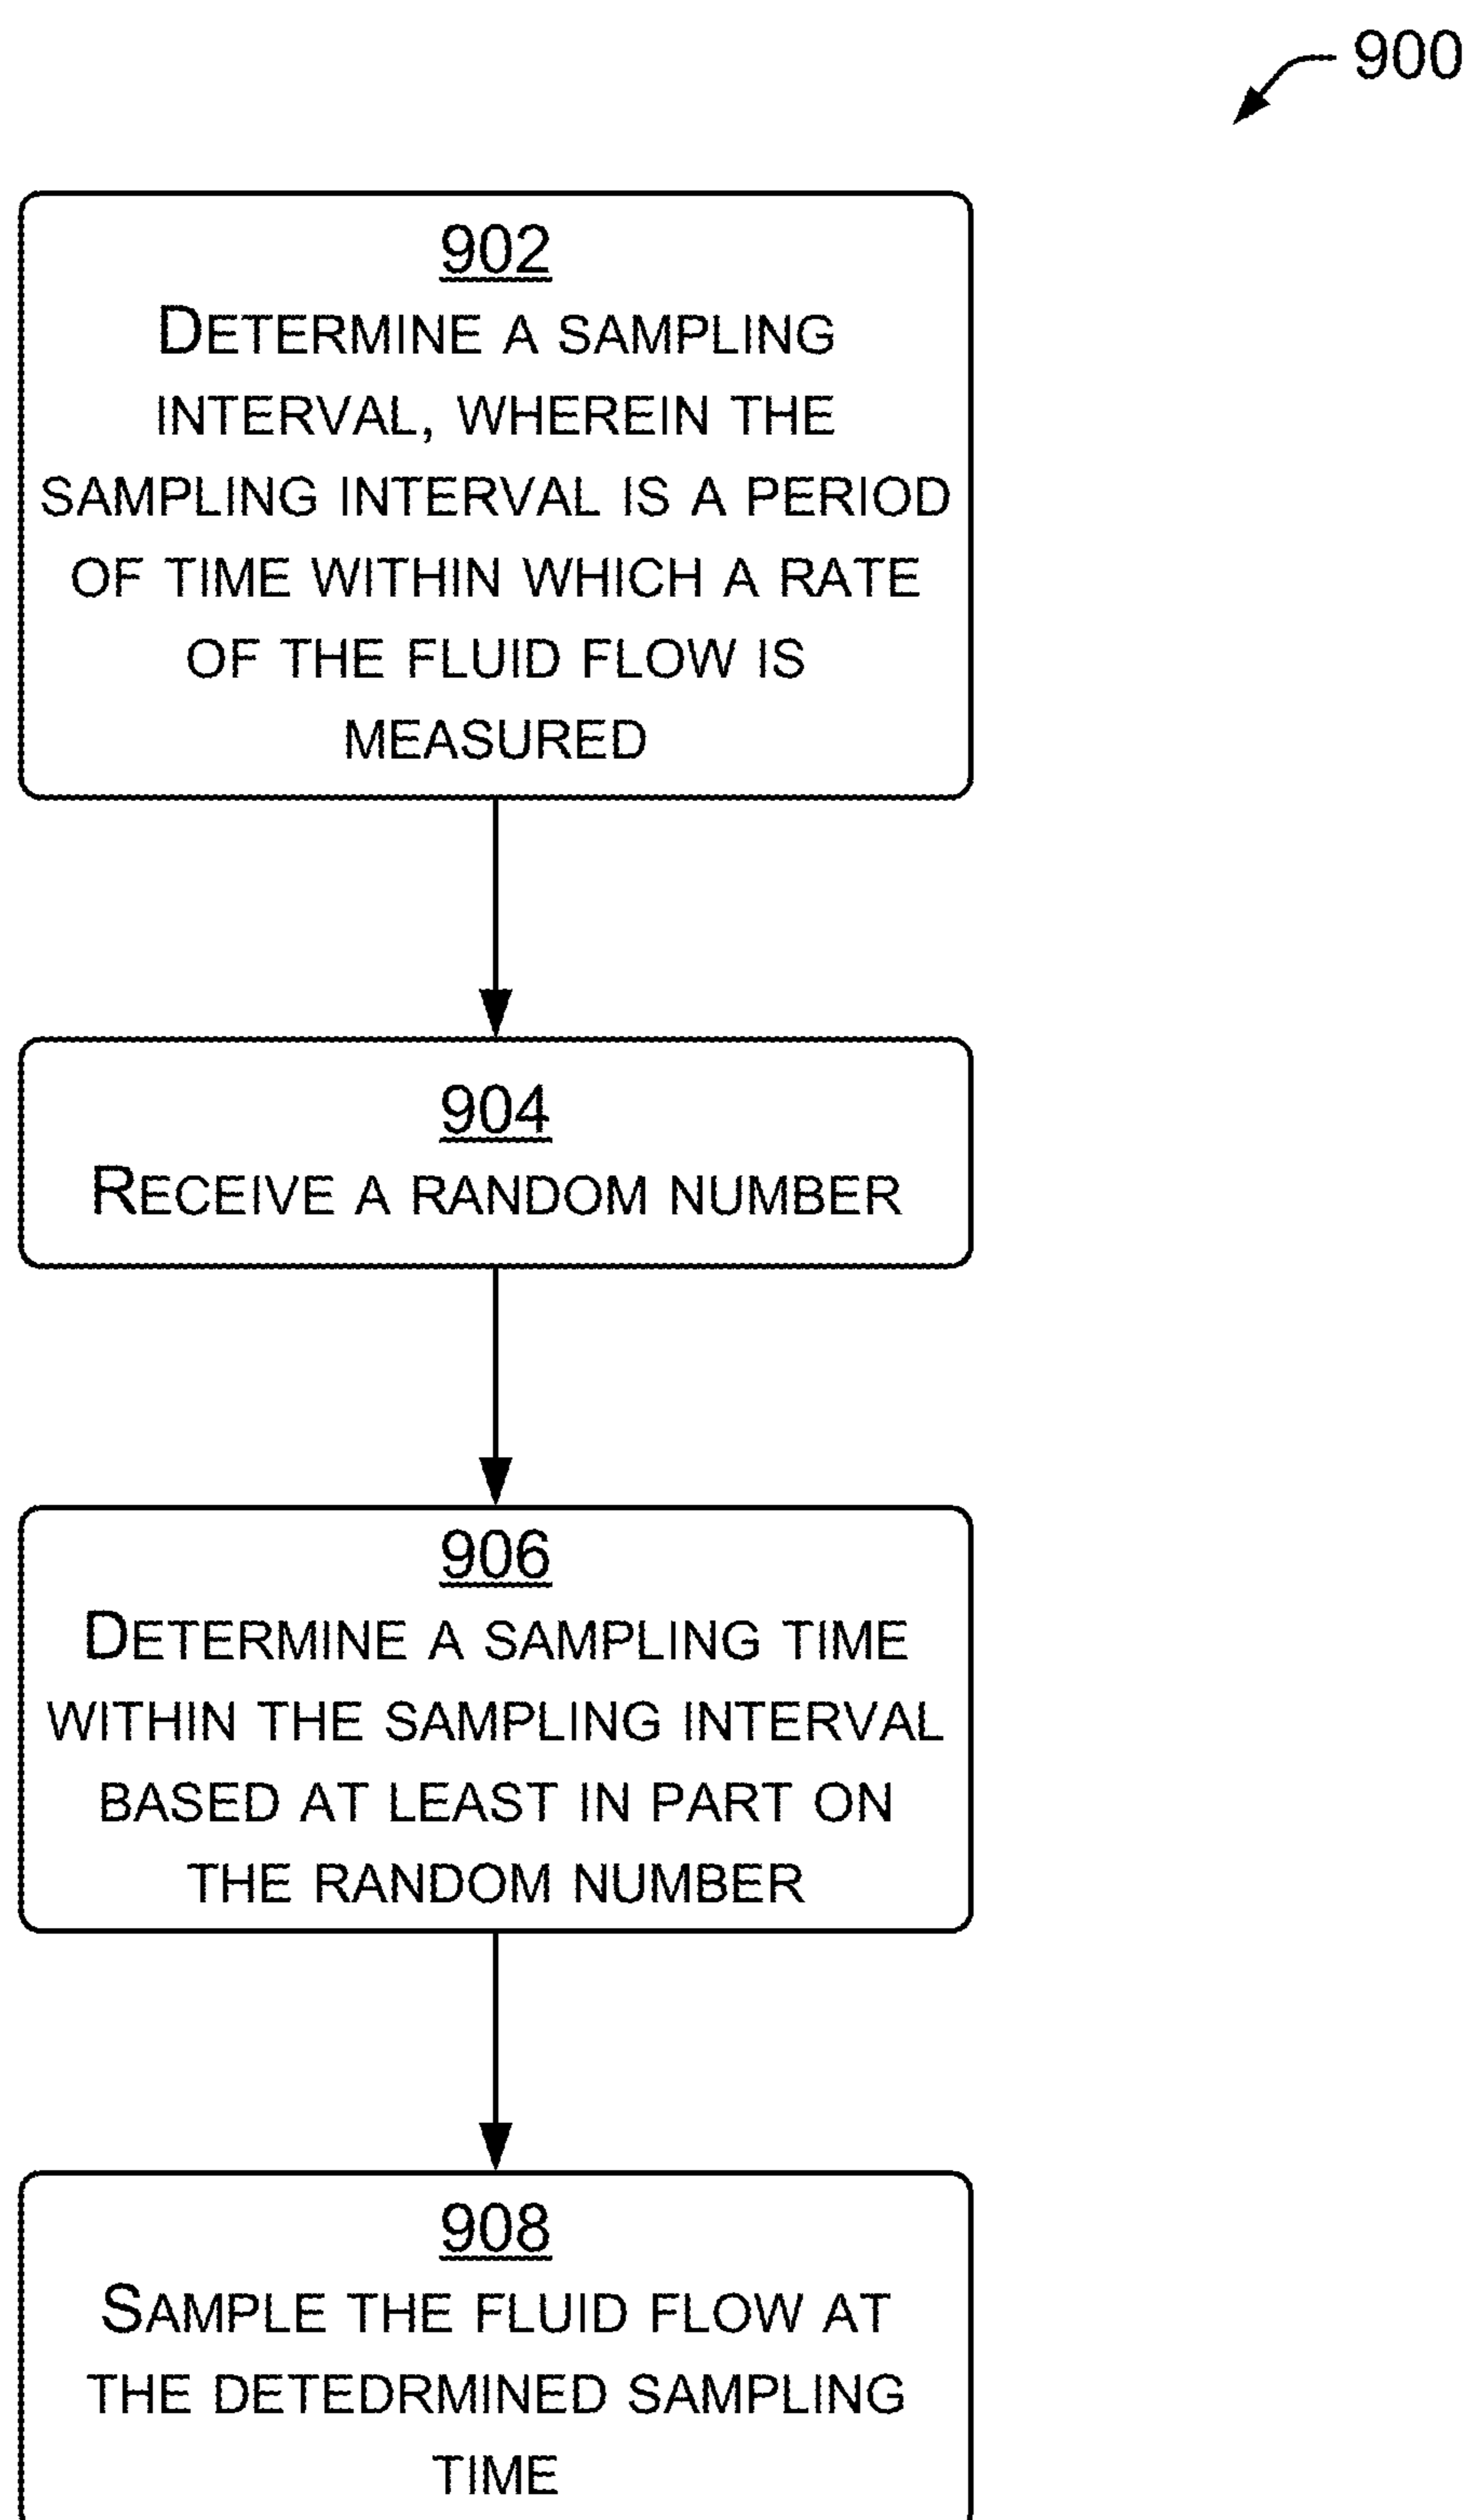 900
902
DETERMINE A SAMPLING
INTERVAL, WHEREIN THE
SAMPLING INTERVAL IS A PERIOD
OF TIME WITHIN WHICH A RATE
OF THE FLUID FLOW IS
MEASURED
904
RECEIVE A RANDOM NUMBER
906
DETERMINE A SAMPLING TIME
WITHIN THE SAMPLING INTERVAL
BASED AT LEAST IN PART ON
THE RANDOM NUMBER
908
SAMPLE THE FLUID FLOW AT
THE DETEDRMINED SAMPLING
TIME